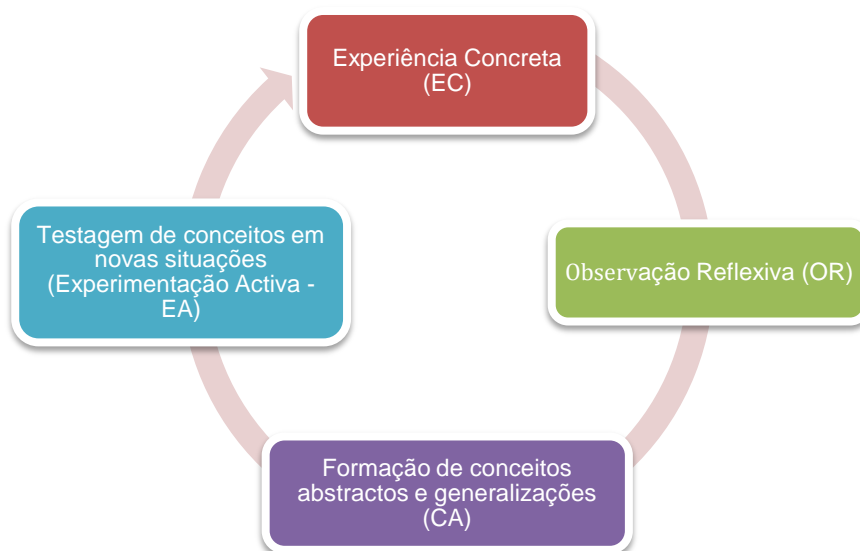 Experiência Concreta
(EC)
Observação Reflexiva (OR)
Formação de conceitos
abstractos e generalizações
(CA)
Testagem de conceitos em
novas situações
(Experimentação Activa -
EA)